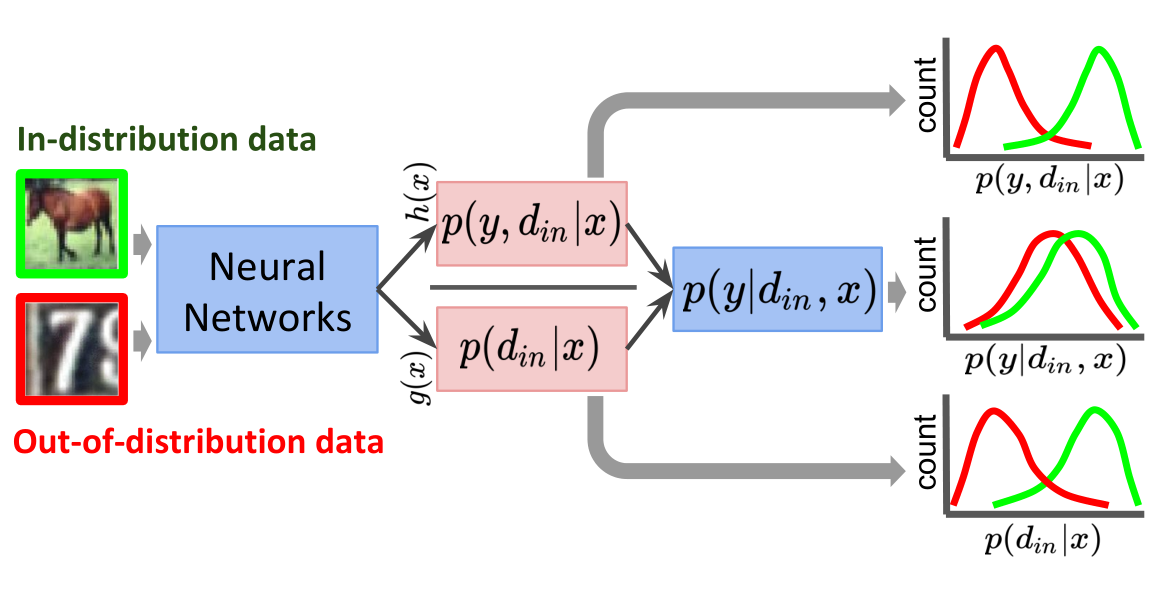 In-distribution data
Out-of-distribution data
Neural
Networks
h(x)
g(x)
p(y, d_{in}|x)
p(d_{in}|x)
p(y|d_{in}, x)
count
p(y, d_{in}|x)
count
p(y|d_{in}, x)
count
p(d_{in}|x)